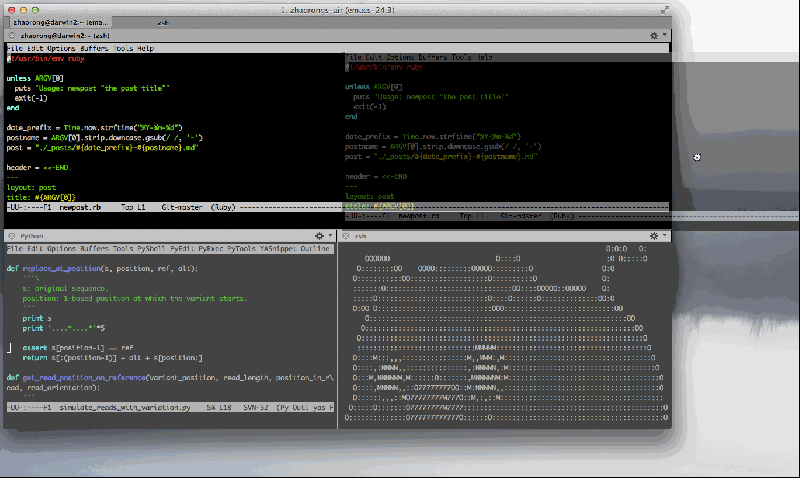 1. zhaorongs-air (emacs-24.3)
zhaorong@darwin2:~ (ema...
zsh
zhaorong@darwin2:~ (zsh)
File Edit Options Buffers Tools Help
#!/usr/bin/env ruby
unless ARGV[0]
puts 'Usage: newpost "the post title"'
exit(-1)
end
date_prefix = Time.now.strftime("%Y-%m-%d")
postname = ARGV[0].strip.downcase.gsub(/ /, '-')
post = "./_posts/#{date_prefix}-#{postname}.md"
header = <<-END
---
layout: post
title: #{ARGV[0]}
-UU-:----F1 newpost.rb Top L1 Git-master (Ruby)
File Edit Options Buffers Tools Help
#!/usr/bin/env ruby
unless ARGV[0]
puts 'Usage: newpost "the post title"'
exit(-1)
end
date_prefix = Time.now.strftime("%Y-%m-%d")
postname = ARGV[0].strip.downcase.gsub(/ /, '-')
post = "./_posts/#{date_prefix}-#{postname}.md"
header = <<-END
---
layout: post
title: #{ARGV[0]}
-UU-:----F1 newpost.rb Top L1 Git-master (Ruby)
Python
File Edit Options Buffers Tools PyShell PyEdit PyExec PyTools YASnippet Outline
def replace_at_position(s, position, ref, alt):
'''\
s: original sequence.
position: 1-based position at which the variant starts.
'''
print s
print '....*....*'*5
assert s[position-1] == ref
return s[:(position-1)] + alt + s[position:]
def get_read_position_on_reference(variant_position, read_length, position_in_r\
ead, read_orientation):
'''
-UU-:----F1 simulate_reads_with_variation.py 5% L18 SVN-52 (Py Outl yas F
zsh